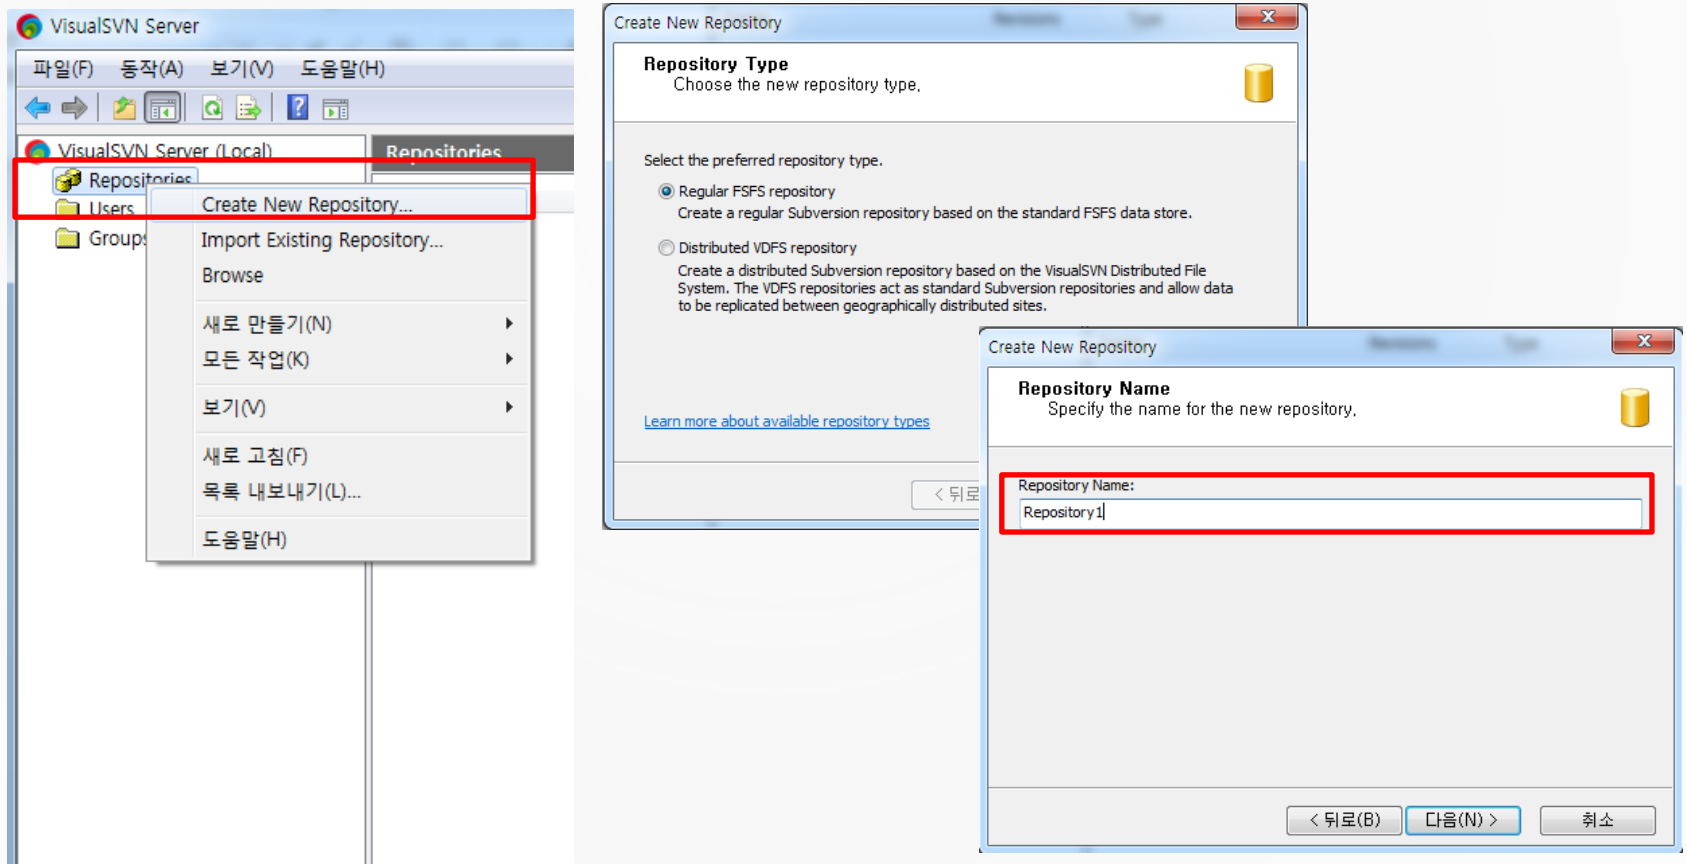 VisualSVN Server
파일(F) 동작(A) 보기(V) 도움말(H)
VisualSVN Server (Local)
Repositories
Users
Groups
Repositories
Create New Repository...
Import Existing Repository...
Browse
새로 만들기(N)
모든 작업(K)
보기(V)
새로 고침(F)
목록 내보내기(L)...
도움말(H)
Create New Repository
Repository Type
Choose the new repository type.
Select the preferred repository type.
Regular FSFS repository
Create a regular Subversion repository based on the standard FSFS data store.
Distributed VDFS repository
Create a distributed Subversion repository based on the VisualSVN Distributed File
System. The VDFS repositories act as standard Subversion repositories and allow data
to be replicated between geographically distributed sites.
Learn more about available repository types
< 뒤로
Create New Repository
Repository Name
Specify the name for the new repository.
Repository Name:
Repository1
< 뒤로(B) 다음(N) > 취소